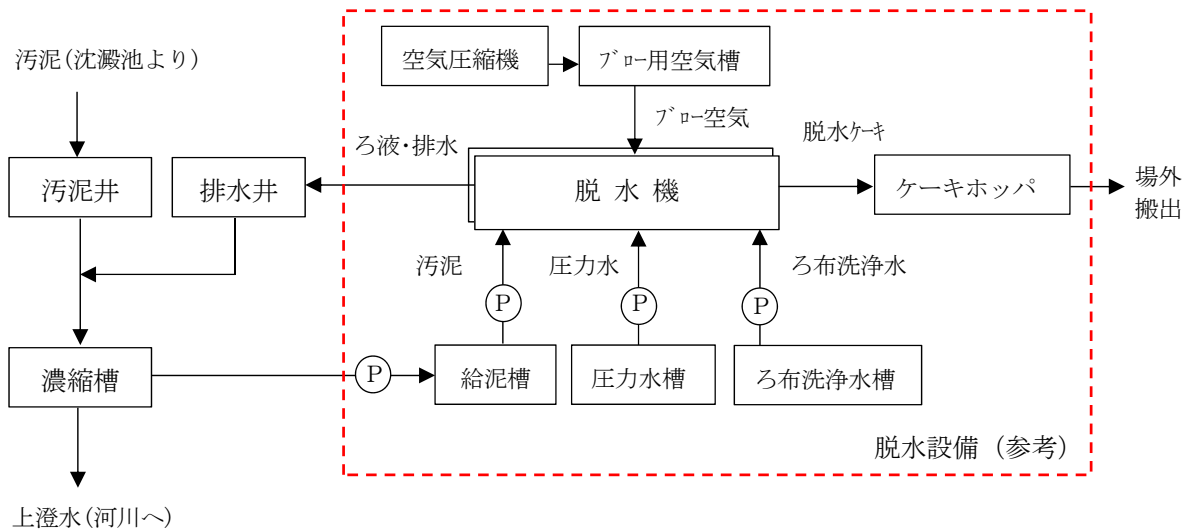 汚泥(沈澱池より)
空気圧縮機
ﾌﾞﾛｰ用空気槽
ﾌﾞﾛｰ空気
ろ液・排水
脱水ｹｰｷ
汚泥井
排水井
脱水機
ケーキホッパ
場外
搬出
汚泥
圧力水
ろ布洗浄水
P
P
P
濃縮槽
P
給泥槽
圧力水槽
ろ布洗浄水槽
脱水設備（参考）
上澄水(河川へ)